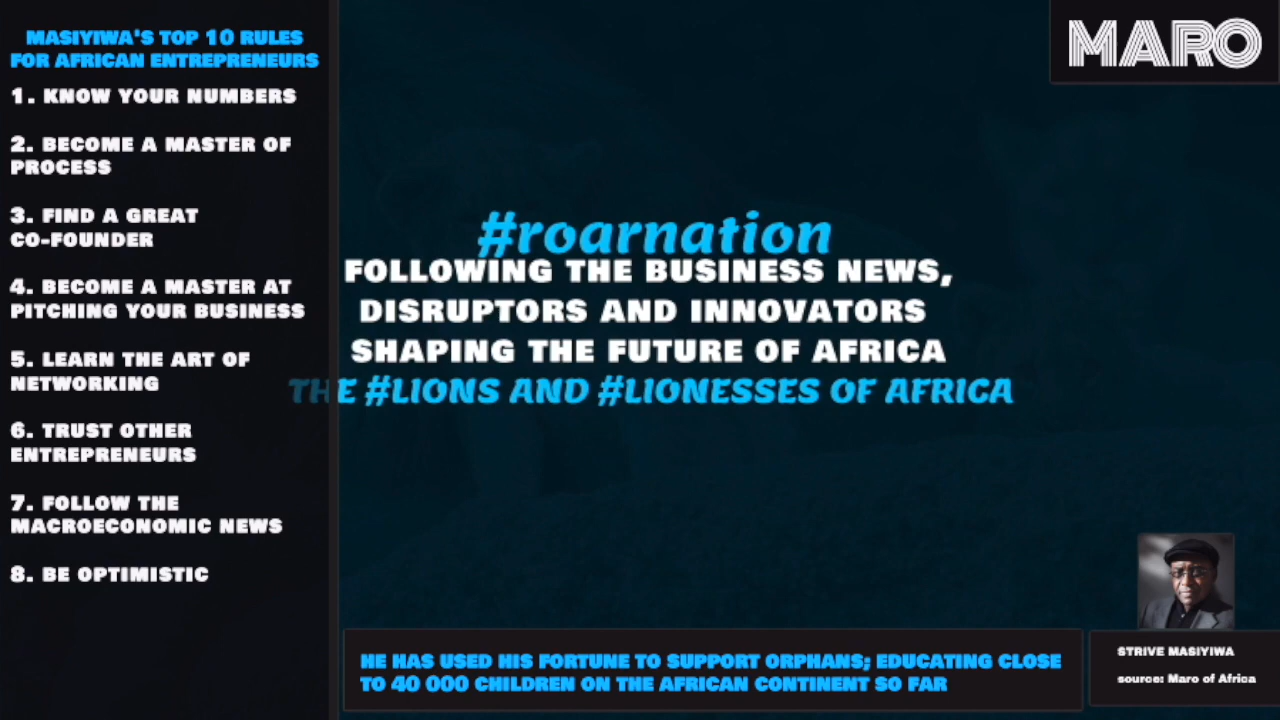 MASIYIWA'S TOP 10 RULES
FOR AFRICAN ENTREPRENEURS
1. KNOW YOUR NUMBERS
2. BECOME A MASTER OF
PROCESS
3. FIND A GREAT
CO-FOUNDER
4. BECOME A MASTER AT
PITCHING YOUR BUSINESS
5. LEARN THE ART OF
NETWORKING
6. TRUST OTHER
ENTREPRENEURS
7. FOLLOW THE
MACROECONOMIC NEWS
8. BE OPTIMISTIC
MARO
#roarnation
FOLLOWING THE BUSINESS NEWS,
DISRUPTORS AND INNOVATORS
SHAPING THE FUTURE OF AFRICA
THE #LIONS AND #LIONESSES OF AFRICA
HE HAS USED HIS FORTUNE TO SUPPORT ORPHANS; EDUCATING CLOSE
TO 40 000 CHILDREN ON THE AFRICAN CONTINENT SO FAR
STRIVE MASIYIWA
source: Maro of Africa